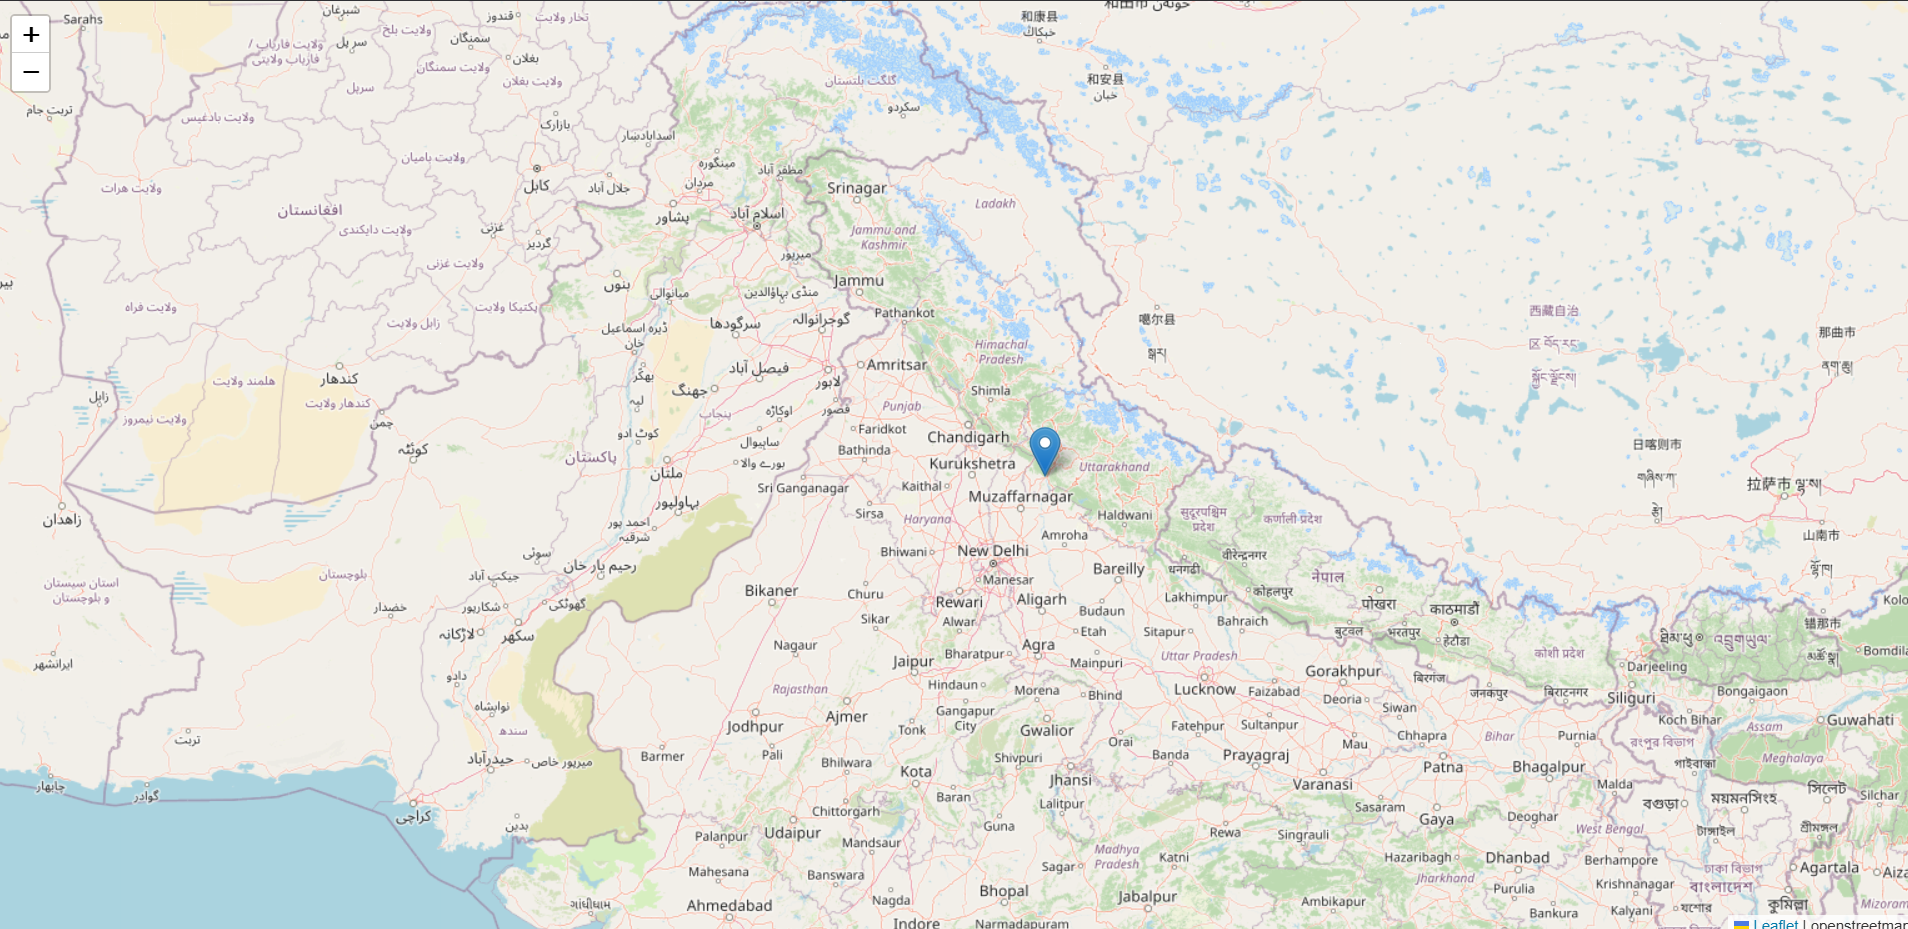 +
−
Sarahs
شبرغان
قندوز
تخار ولایت
ولایت بلخ
سمنگان
سر پل
ولایت فاریاب /
فارياب ولايتى
بغلان
ولایت سمنگان
ولایت بغلان
سرپل
تربت جام
ولایت بادغیس
بازارک
اسدابادښار
ولایت بامیان
کابل
جلال آباد
ولایت هرات
افغانستان
ولایت دایکندی
غزنی
گردیز
ولایت غزنی
ولایت فراه
پکتیکا ولایت
زابل ولایت
هلمند ولایت
کندهار
کندهار ولایت
ولایت نیمروز
زابل
چمن
کوئٹہ
زاهدان
استان سیستان
و بلوچستان
ایرانشهر
چابهار
گوادر
تربت
بلوچستان
خضدار
پاکستان
和康县
和田市
和安县
گلگت بلتستان
سکردو
مینگورہ
مظفر آباد
مردان
پشاور
اسلام آباد
میرپور
بنوں
میانوالی
منڈی بہاؤالدین
ڈیرہ اسماعیل
خان
سرگودھا
گوجرانوالہ
بھکر
فیصل آباد
جھنگ
لاہور
لیہ
پنجاب
اوکاڑہ
قصور
کوٹ ادو
ساہیوال
بورے والا
ملتان
بہاولپور
احمد پور
شرقیہ
سوئی
رحیم یار خان
جیکب آباد
گھوٹکی
شکارپور
لاڑکانہ
سکھر
دادو
نوابشاہ
سندھ
حیدرآباد
میرپور خاص
کراچی
بدین
Srinagar
Ladakh
Jammu and
Kashmir
Jammu
Pathankot
Himachal
Pradesh
Amritsar
Shimla
Punjab
Faridkot
Chandigarh
Bathinda
Kurukshetra
Uttarakhand
Sri Ganganagar
Kaithal
Muzaffarnagar
Sirsa
Haryana
Haldwani
Amroha
Bhiwani
New Delhi
Bareilly
Manesar
Bikaner
Churu
Rewari
Aligarh
Lakhimpur
Budaun
Sikar
Alwar
Etah
Sitapur
Bahraich
Nagaur
Agra
Bharatpur
Jaipur
Mainpuri
Uttar Pradesh
Gorakhpur
Rajasthan
Hindaun
Morena
Bhind
Lucknow
Faizabad
Deoria
Siwan
Jodhpur
Ajmer
Gangapur
City
Tonk
Gwalior
Fatehpur
Sultanpur
Orai
Mau
Chhapra
Bihar
Purnia
Barmer
Pali
Bhilwara
Shivpuri
Banda
Prayagraj
Patna
Bhagalpur
Kota
Jhansi
Varanasi
Malda
Baran
Lalitpur
Sasaram
Chittorgarh
Gaya
Deoghar
Palanpur
Udaipur
Guna
Rewa
Singrauli
West Bengal
Mandsaur
Madhya
Pradesh
Katni
Hazaribagh
Dhanbad
Berhampore
Mahesana
Banswara
Sagar
Jharkhand
Krishnanagar
Purulia
Bhopal
Jabalpur
Ambikapur
Nagda
Bankura
Kalyani
Ahmedabad
Indore
Narmadapuram
ગાંધીધામ
噶尔县
西藏自治
那曲市
日喀则市
拉萨市
山南市
错那市
सुदूरपश्चिम
प्रदेश
कर्णाली प्रदेश
वीरेन्द्रनगर
धनगढी
नेपाल
कोहलपुर
पोखरा
काठमाडौं
बुटवल
भरतपुर
हेटौडा
कोशी प्रदेश
बिरगंज
जनकपुर
बिराटनगर
Darjeeling
Siliguri
Bongaigaon
Bomdila
Koch Bihar
Guwahati
Assam
Meghalaya
রংপুর বিভাগ
গাইবান্ধা
বগুড়া
ময়মনসিংহ
সিলেট
Silchar
টাঙ্গাইল
শ্রীমঙ্গল
ঢাকা বিভাগ
Agartala
Aiza
বাংলাদেশ
যশোর
কুমিল্লা
Mizoram
Kolo
Leaflet | openstreetmap